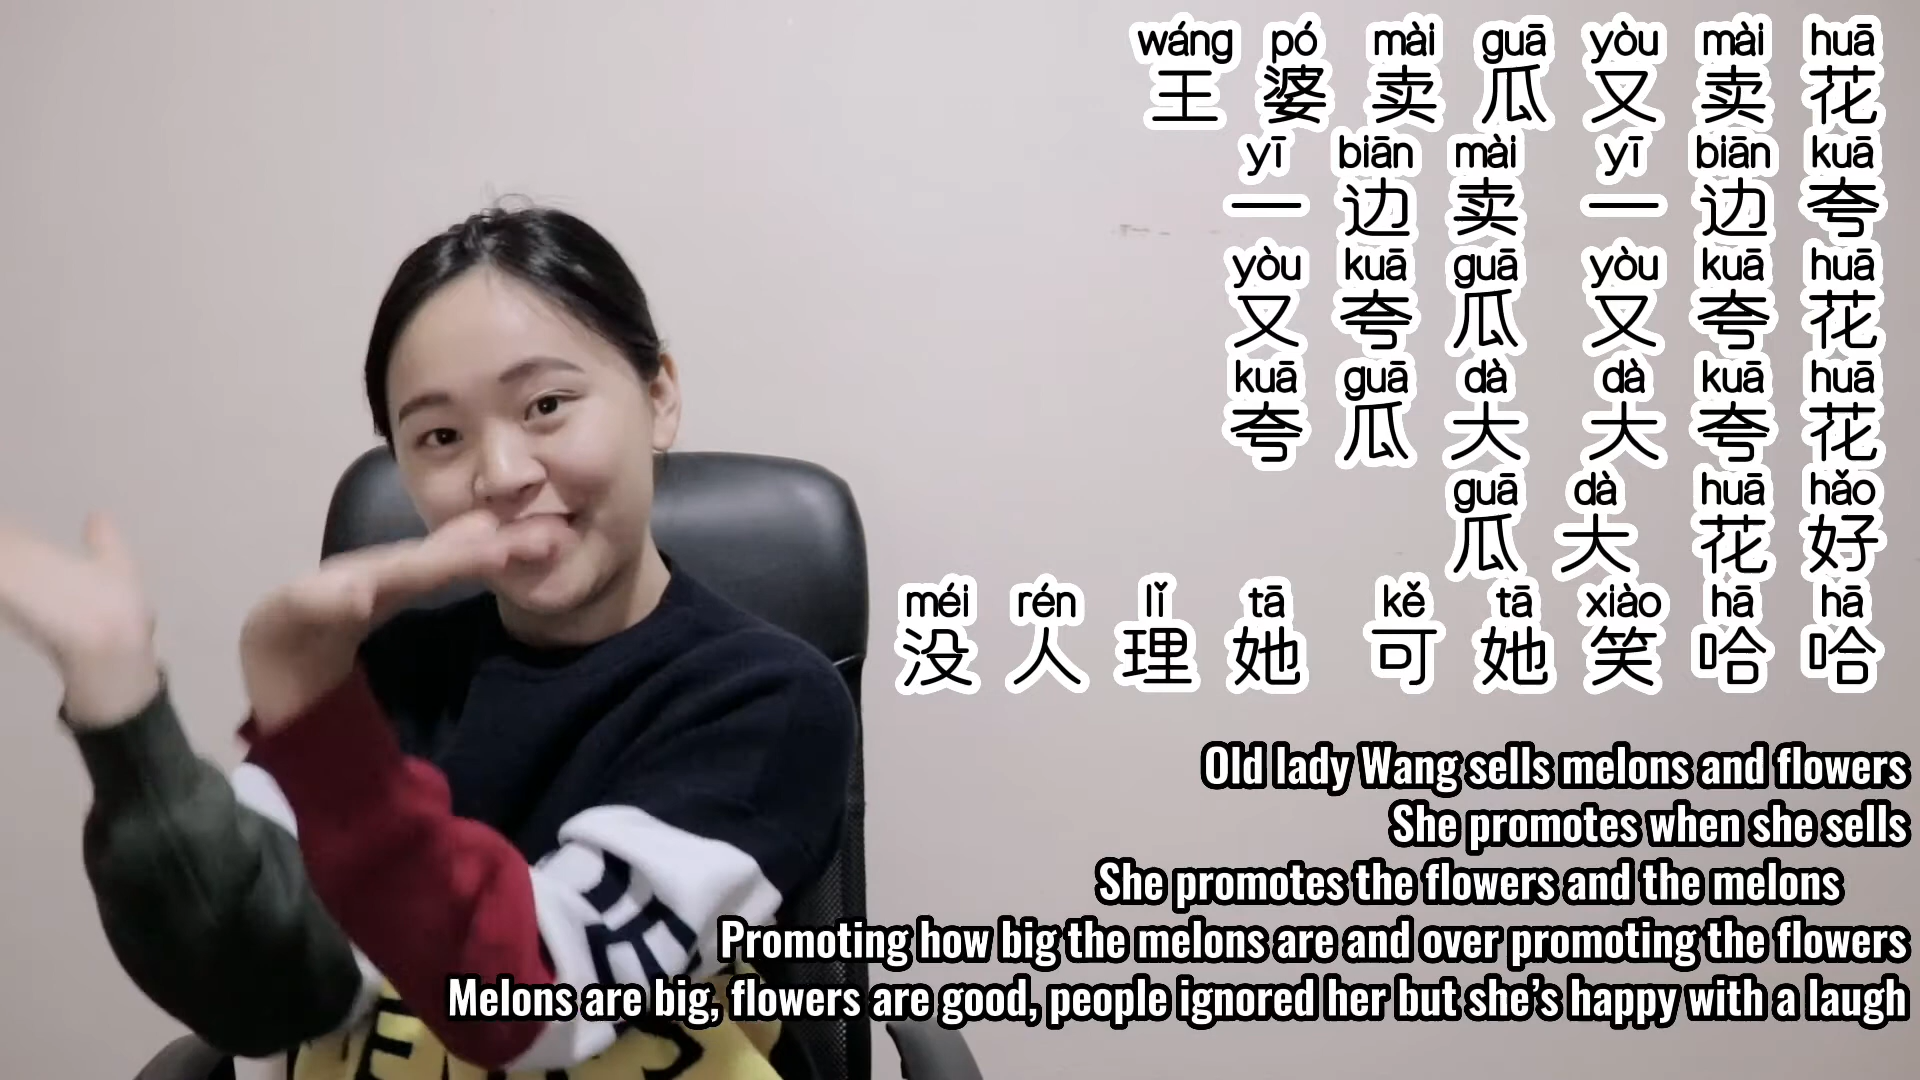 wáng pó mài guā yòu mài huā
王婆卖瓜又卖花
yī biān mài yī biān kuā
一边卖 一边夸
yòu kuā guā yòu kuā huā
又夸瓜 又夸花
kuā guā dà dà kuā huā
夸瓜大 大夸花
guā dà huā hǎo
瓜大 花好
méi rén lǐ tā kě tā xiào hā hā
没人理她 可她笑哈哈
Old lady Wang sells melons and flowers
She promotes when she sells
She promotes the flowers and the melons
Promoting how big the melons are and over promoting the flowers
Melons are big, flowers are good, people ignored her but she's happy with a laugh